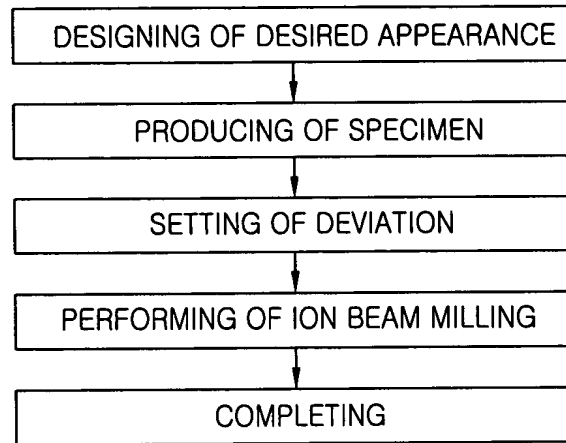 DESIGNING OF DESIRED APPEARANCE
PRODUCING OF SPECIMEN
SETTING OF DEVIATION
PERFORMING OF ION BEAM MILLING
COMPLETING